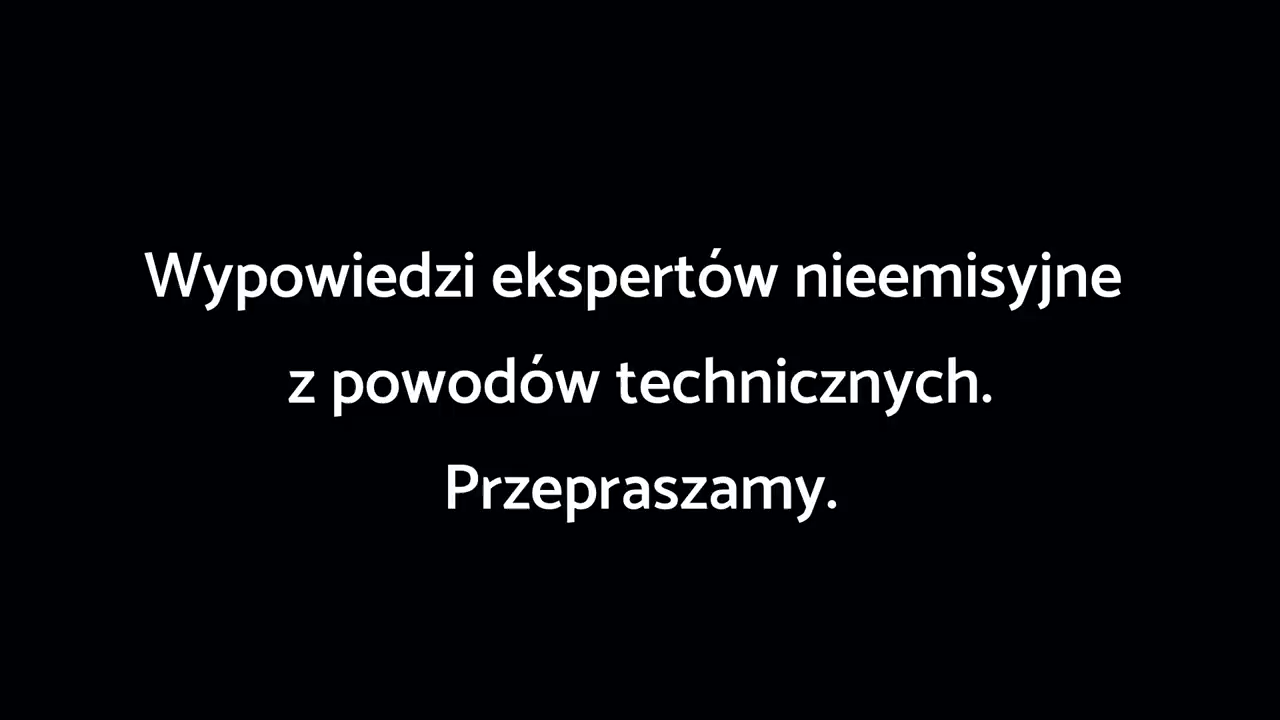 Wypowiedzi ekspertów nieemisyjne
z powodów technicznych.
Przepraszamy.